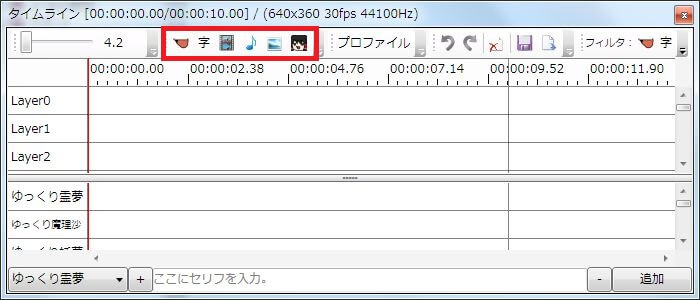 タイムライン [00:00:00.00/00:00:10.00] / (640x360 30fps 44100Hz)
4.2 字 プロファイル フィルタ： 字
00:00:00.00 00:00:02.38 00:00:04.76 00:00:07.14 00:00:09.52 00:00:11.90
Layer0
Layer1
Layer2
ゆっくり霊夢
ゆっくり魔理沙
ゆっくり霊夢 + ここにセリフを入力。 - 追加